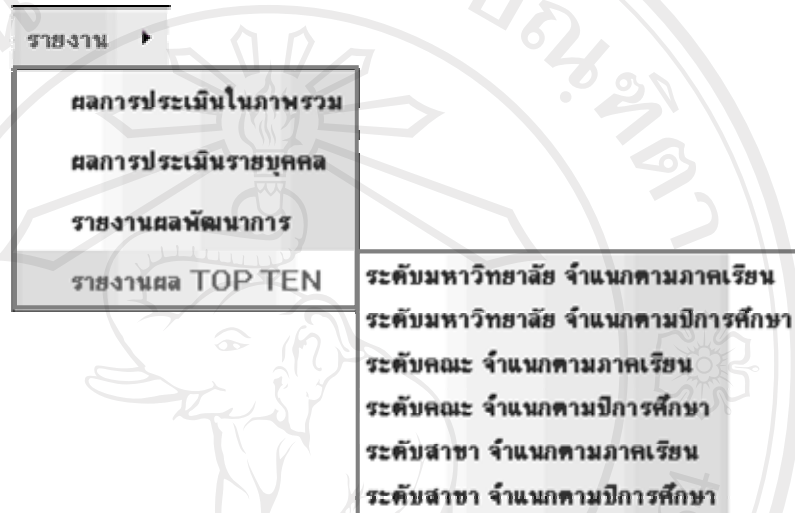 รายงาน
ผลการประเมินในภาพรวม
ผลการประเมินรายบุคคล
รายงานผลพัฒนาการ
รายงานผล TOP TEN
ระดับมหาวิทยาลัย จำแนกตามภาคเรียน
ระดับมหาวิทยาลัย จำแนกตามปีการศึกษา
ระดับคณะ จำแนกตามภาคเรียน
ระดับคณะ จำแนกตามปีการศึกษา
ระดับสาขา จำแนกตามภาคเรียน
ระดับสาขา จำแนกตามปีการศึกษา